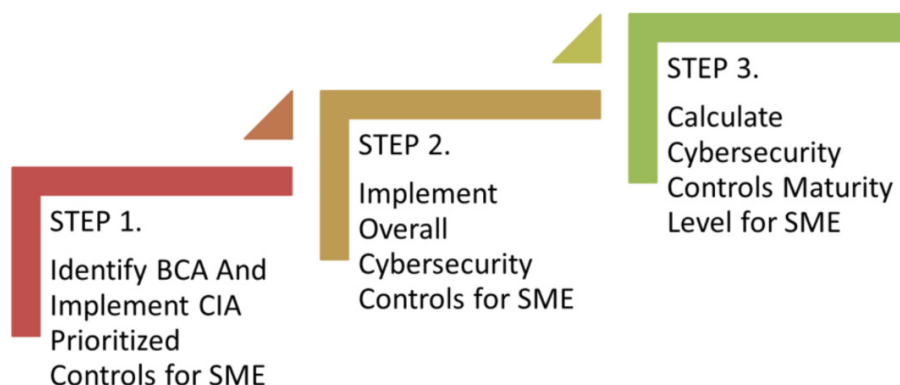 STEP 1.
Identify BCA And
Implement CIA
Prioritized
Controls for SME
STEP 2.
Implement
Overall
Cybersecurity
Controls for SME
STEP 3.
Calculate
Cybersecurity
Controls Maturity
Level for SME